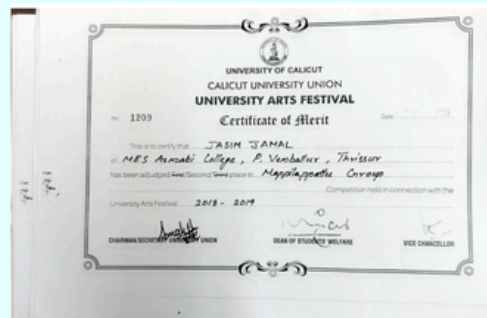 UNIVERSITY OF CALICUT
CALICUT UNIVERSITY UNION
UNIVERSITY ARTS FESTIVAL
No. 1209 Certificate of Merit Date
This is to certify that JASIM JAMAL
of MES Asmabi College, P. Vemballur, Thrissur
has been adjudged First/Second/Third place in Mappilappattu Group
Competition held in connection with the
University Arts Festival 2018 - 2019
CHAIRMAN SECRETARY UNIVERSITY UNION DEAN OF STUDENTS' WELFARE VICE CHANCELLOR